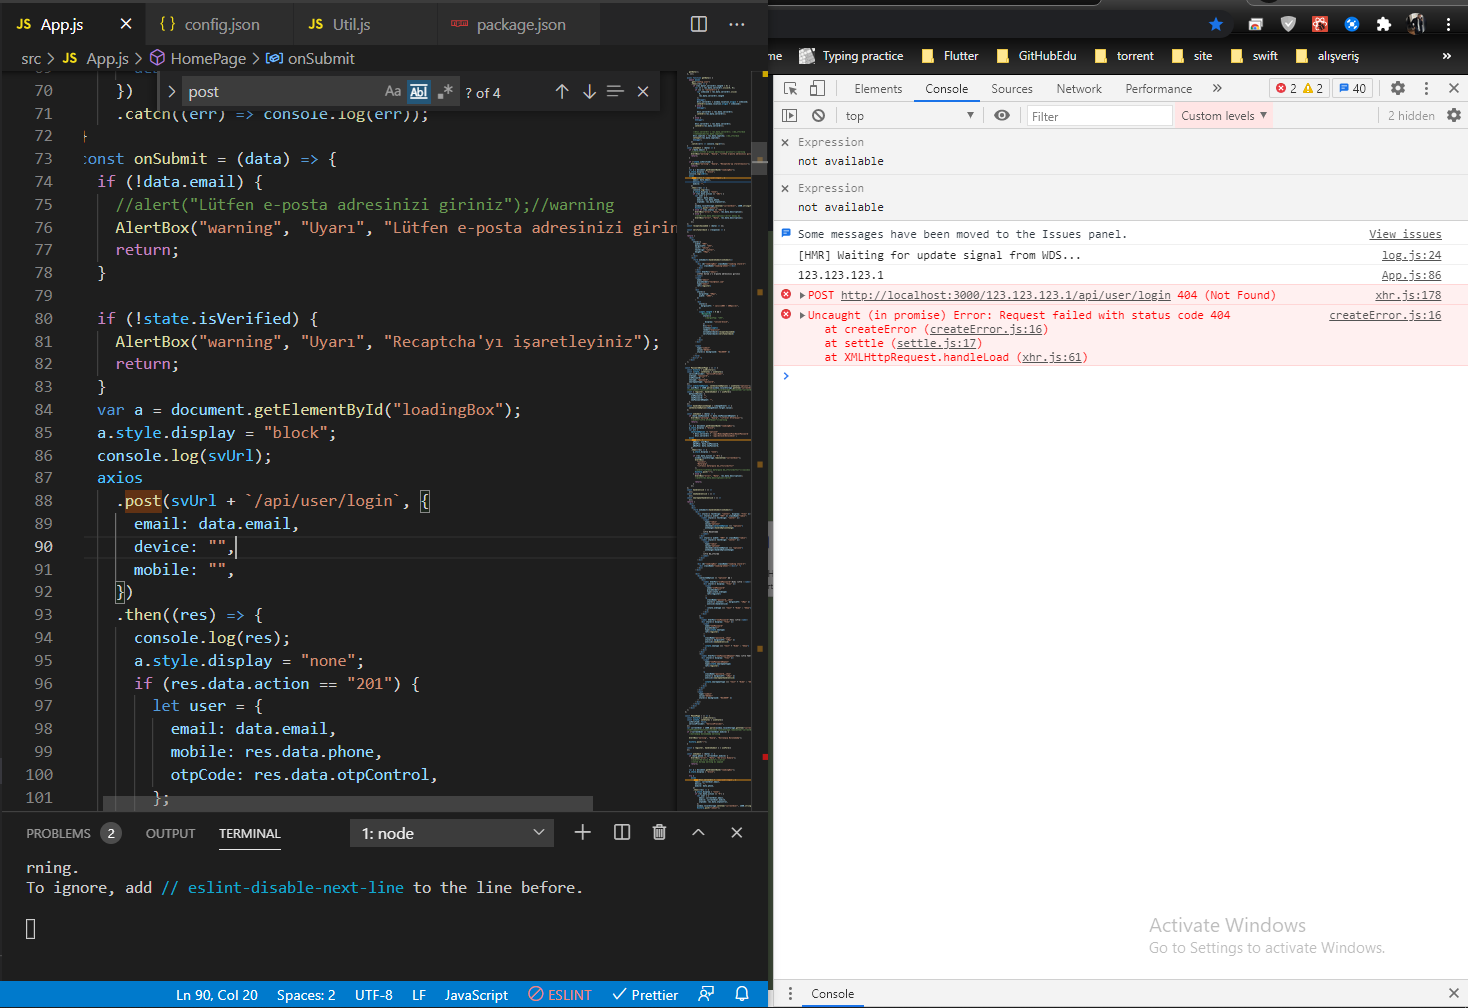 JS App.js ×
{} config.json
JS Util.js
package.json
src > JS App.js > HomePage > onSubmit
post
Aa Abl .*
? of 4
70 })
71 .catch((err) => console.log(err));
72 }
73 const onSubmit = (data) => {
74 if (!data.email) {
75 //alert("Lütfen e-posta adresinizi giriniz");//warning
76 AlertBox("warning", "Uyarı", "Lütfen e-posta adresinizi girin
77 return;
78 }
79
80 if (!state.isVerified) {
81 AlertBox("warning", "Uyarı", "Recaptcha'yı işaretleyiniz");
82 return;
83 }
84 var a = document.getElementById("loadingBox");
85 a.style.display = "block";
86 console.log(svUrl);
87 axios
88 .post(svUrl + `/api/user/login`, {
89 email: data.email,
90 device: "",
91 mobile: "",
92 })
93 .then((res) => {
94 console.log(res);
95 a.style.display = "none";
96 if (res.data.action == "201") {
97 let user = {
98 email: data.email,
99 mobile: res.data.phone,
100 otpCode: res.data.otpControl,
101 };
PROBLEMS 2 OUTPUT TERMINAL 1: node
rning.
To ignore, add // eslint-disable-next-line to the line before.
Ln 90, Col 20 Spaces: 2 UTF-8 LF JavaScript ESLINT Prettier
me Typing practice Flutter GitHubEdu torrent site swift alışveriş »
Elements Console Sources Network Performance » 2 2 40
top Filter Custom levels 2 hidden
Expression
not available
Expression
not available
Some messages have been moved to the Issues panel. View issues
[HMR] Waiting for update signal from WDS... log.js:24
123.123.123.1 App.js:86
POST http://localhost:3000/123.123.123.1/api/user/login 404 (Not Found) xhr.js:178
Uncaught (in promise) Error: Request failed with status code 404 createError.js:16
at createError (createError.js:16)
at settle (settle.js:17)
at XMLHttpRequest.handleLoad (xhr.js:61)
Activate Windows
Go to Settings to activate Windows.
Console